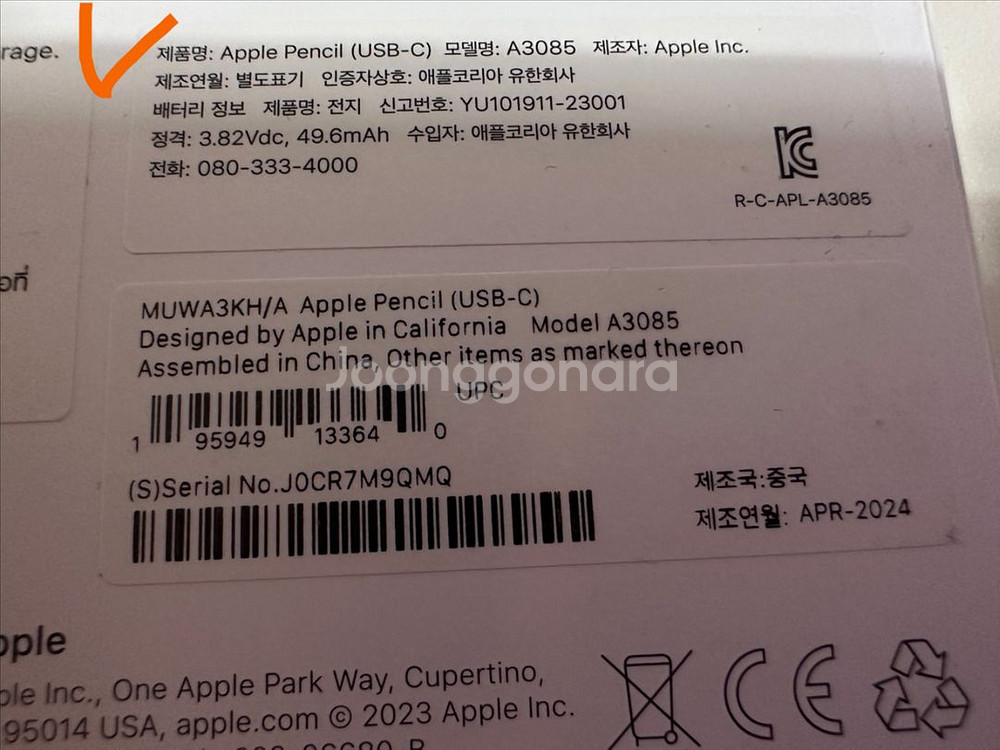 rage.
제품명: Apple Pencil (USB-C) 모델명: A3085 제조자: Apple Inc.
제조연월: 별도표기 인증자상호: 애플코리아 유한회사
배터리 정보 제품명: 전지 신고번호: YU101911-23001
정격: 3.82Vdc, 49.6mAh 수입자: 애플코리아 유한회사
전화: 080-333-4000
R-C-APL-A3085
MUWA3KH/A Apple Pencil (USB-C)
Designed by Apple in California Model A3085
Assembled in China, Other items as marked thereon
Joonggonara
UPC
1 95949 13364 0
(S)Serial No.J0CR7M9QMQ
제조국:중국
제조연월: APR-2024
pple
ple Inc., One Apple Park Way, Cupertino,
95014 USA, apple.com © 2023 Apple Inc.
CE